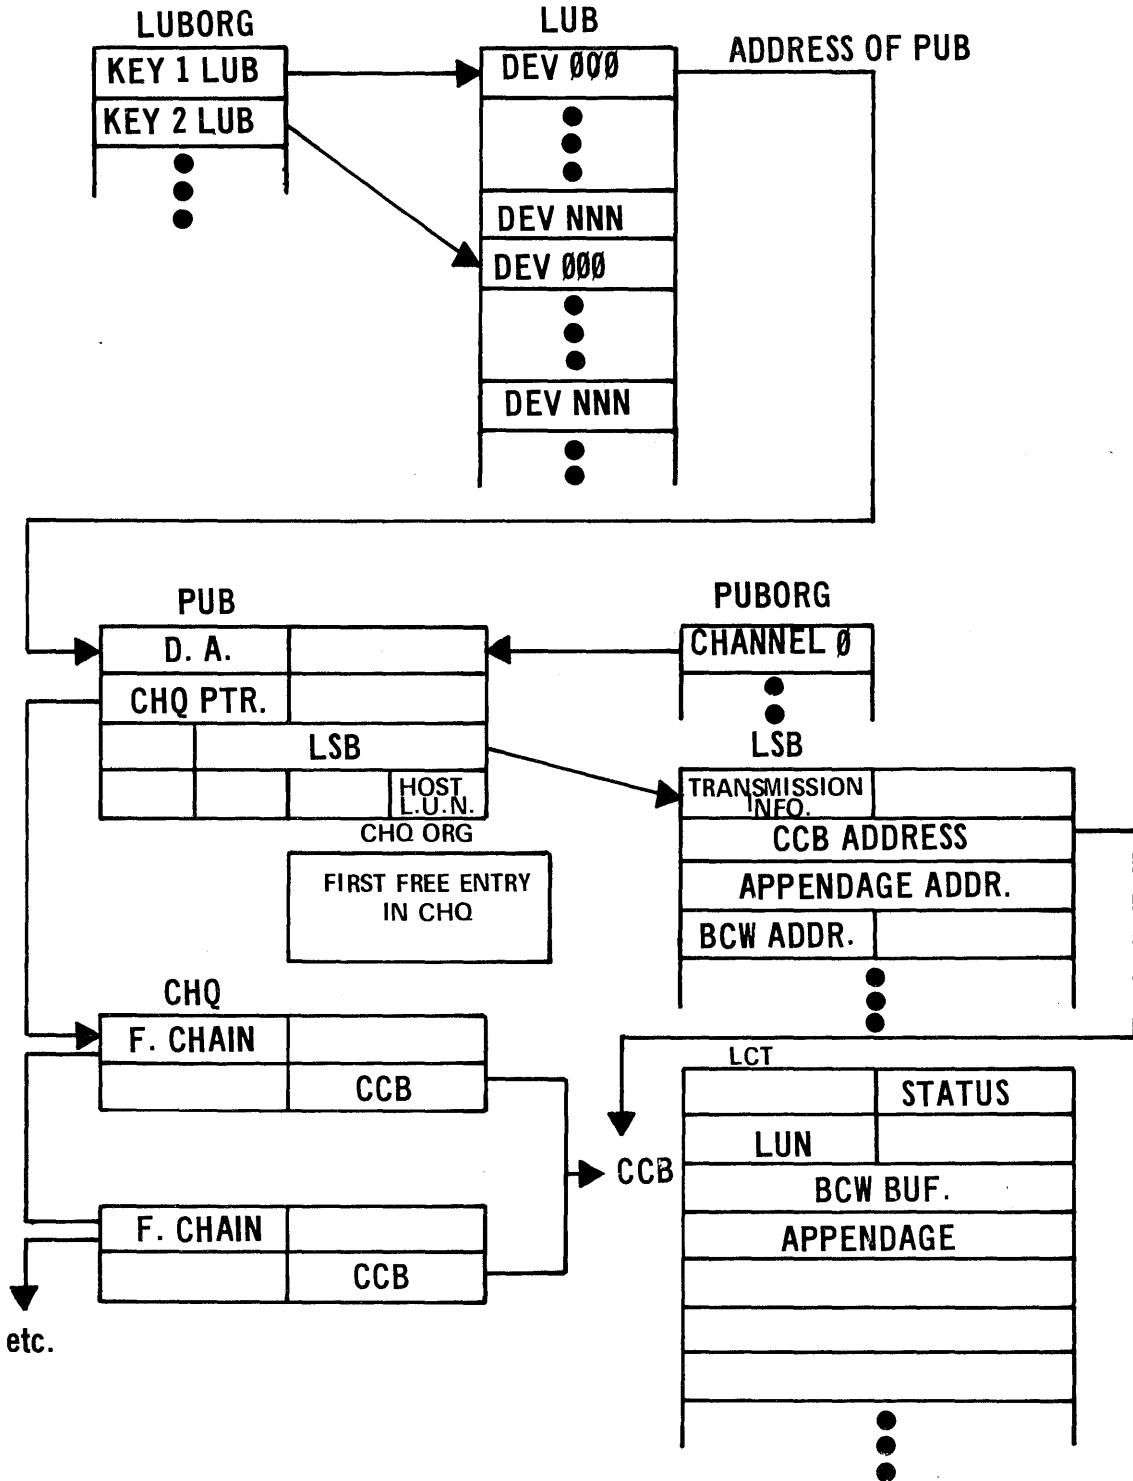 LUBORG
KEY 1 LUB
KEY 2 LUB
LUB
DEV ØØØ
DEV NNN
DEV ØØØ
DEV NNN
ADDRESS OF PUB
PUB
D. A.
CHQ PTR.
LSB
HOST
L.U.N.
PUBORG
CHANNEL Ø
LSB
TRANSMISSION
INFO.
CCB ADDRESS
APPENDAGE ADDR.
BCW ADDR.
CHQ ORG
FIRST FREE ENTRY
IN CHQ
CHQ
F. CHAIN
CCB
F. CHAIN
CCB
etc.
CCB
LCT
STATUS
LUN
BCW BUF.
APPENDAGE